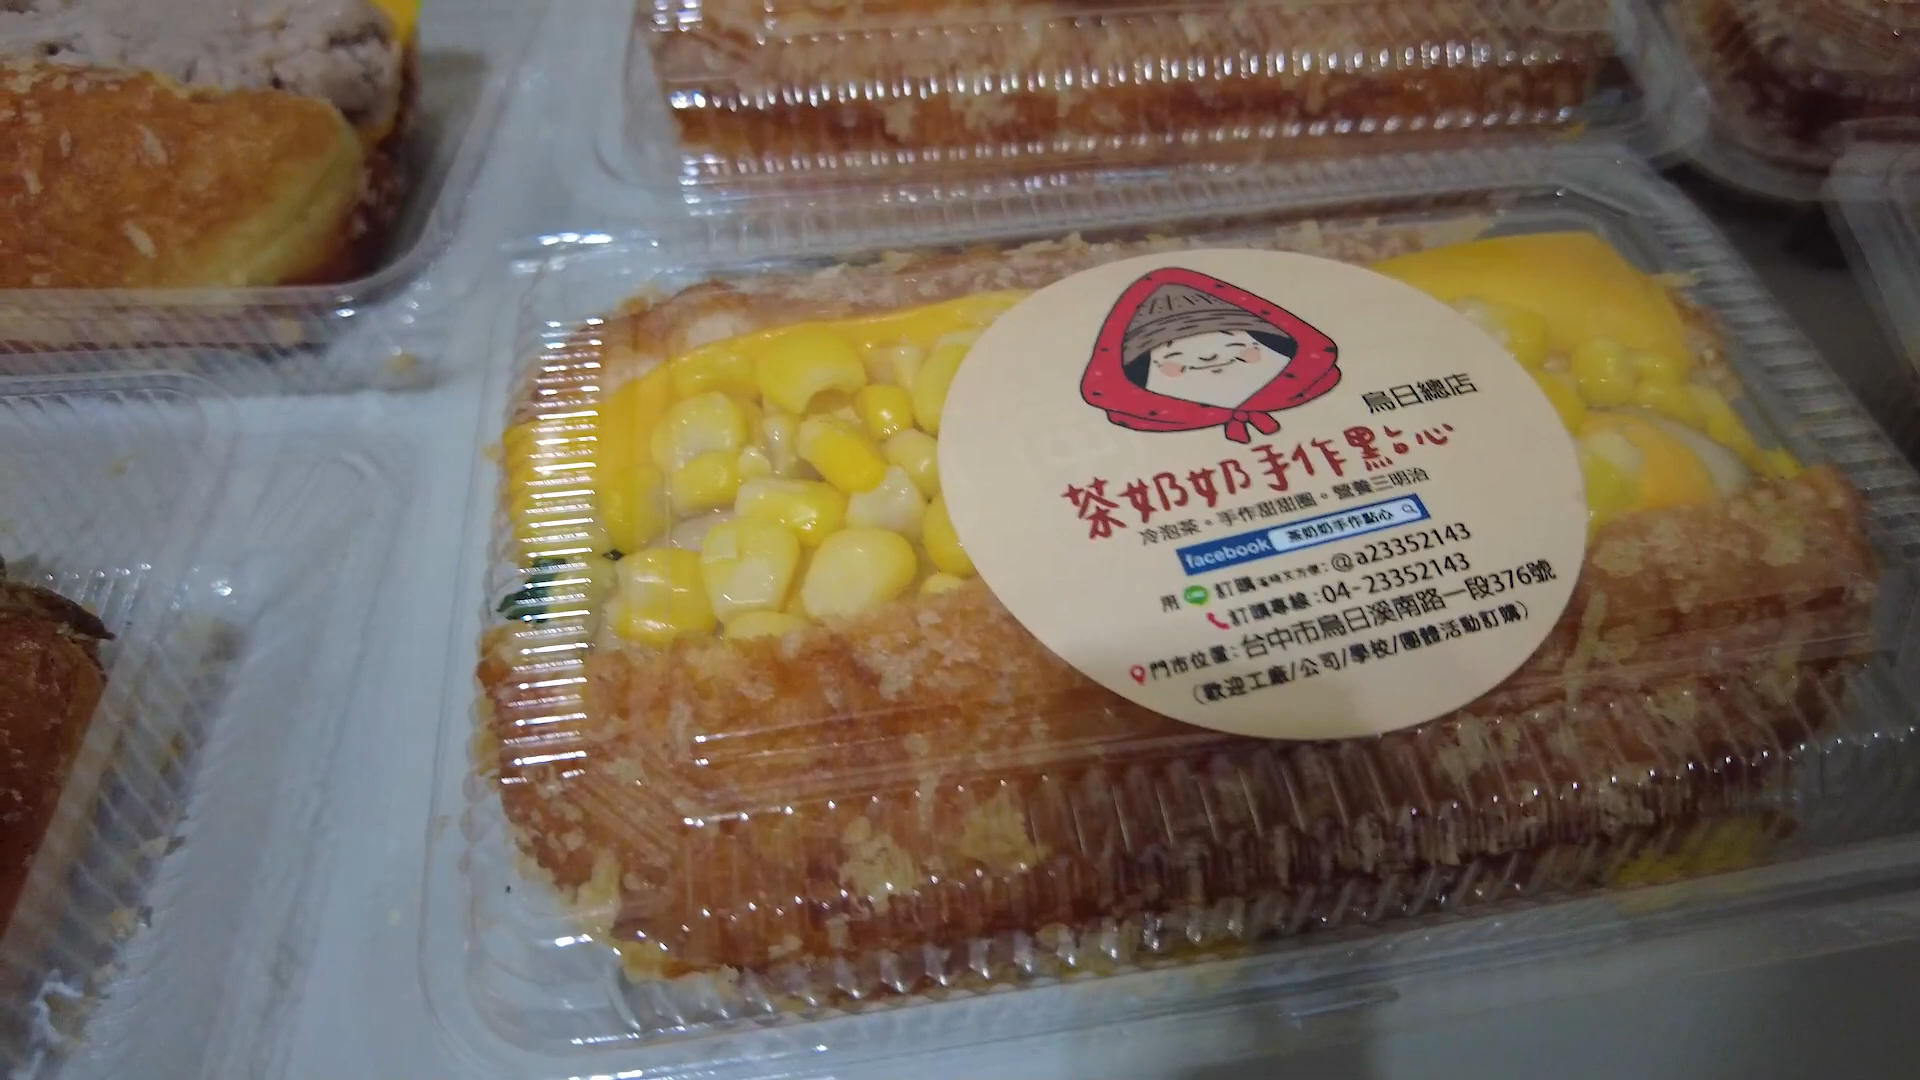 烏日總店
茶奶奶手作點心
冷泡茶。手作甜甜圈。營養三明治
facebook 茶奶奶手作點心
用 LINE 訂購 : @a23352143
訂購專線:04-23352143
門市位置:台中市烏日溪南路一段376號
(歡迎工廠/公司/學校/團體活動訂購)